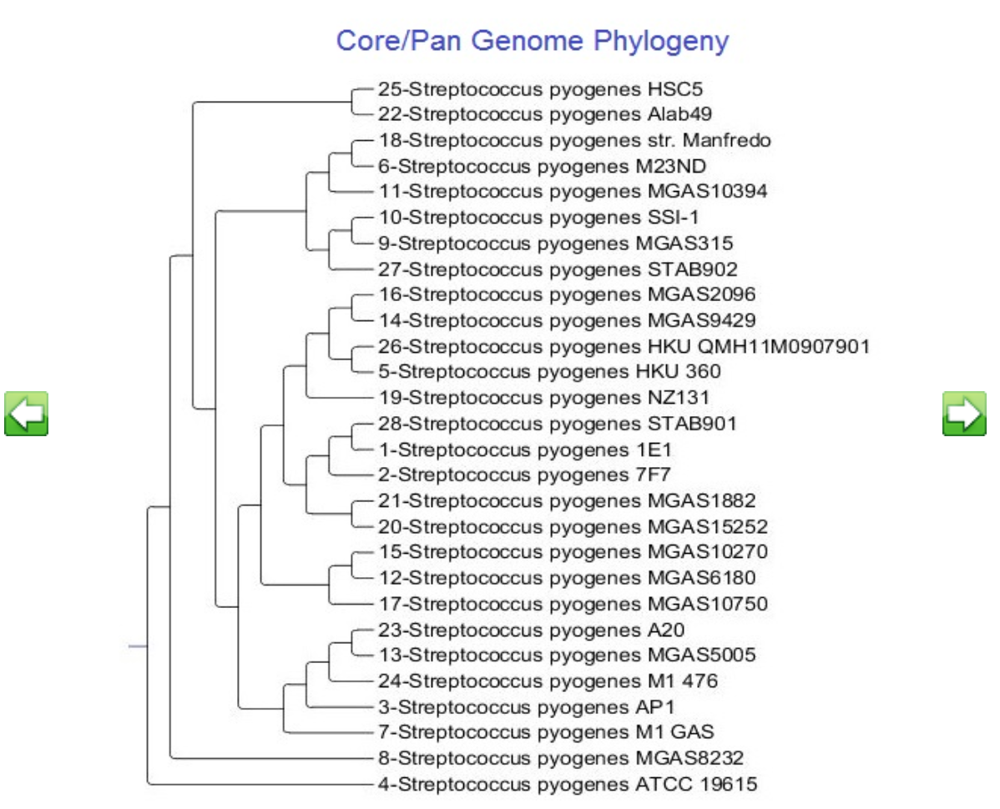 Core/Pan Genome Phylogeny
25-Streptococcus pyogenes HSC5
22-Streptococcus pyogenes Alab49
18-Streptococcus pyogenes str. Manfredo
6-Streptococcus pyogenes M23ND
11-Streptococcus pyogenes MGAS10394
10-Streptococcus pyogenes SSI-1
9-Streptococcus pyogenes MGAS315
27-Streptococcus pyogenes STAB902
16-Streptococcus pyogenes MGAS2096
14-Streptococcus pyogenes MGAS9429
26-Streptococcus pyogenes HKU QMH11M0907901
5-Streptococcus pyogenes HKU 360
19-Streptococcus pyogenes NZ131
28-Streptococcus pyogenes STAB901
1-Streptococcus pyogenes 1E1
2-Streptococcus pyogenes 7F7
21-Streptococcus pyogenes MGAS1882
20-Streptococcus pyogenes MGAS15252
15-Streptococcus pyogenes MGAS10270
12-Streptococcus pyogenes MGAS6180
17-Streptococcus pyogenes MGAS10750
23-Streptococcus pyogenes A20
13-Streptococcus pyogenes MGAS5005
24-Streptococcus pyogenes M1 476
3-Streptococcus pyogenes AP1
7-Streptococcus pyogenes M1 GAS
8-Streptococcus pyogenes MGAS8232
4-Streptococcus pyogenes ATCC 19615